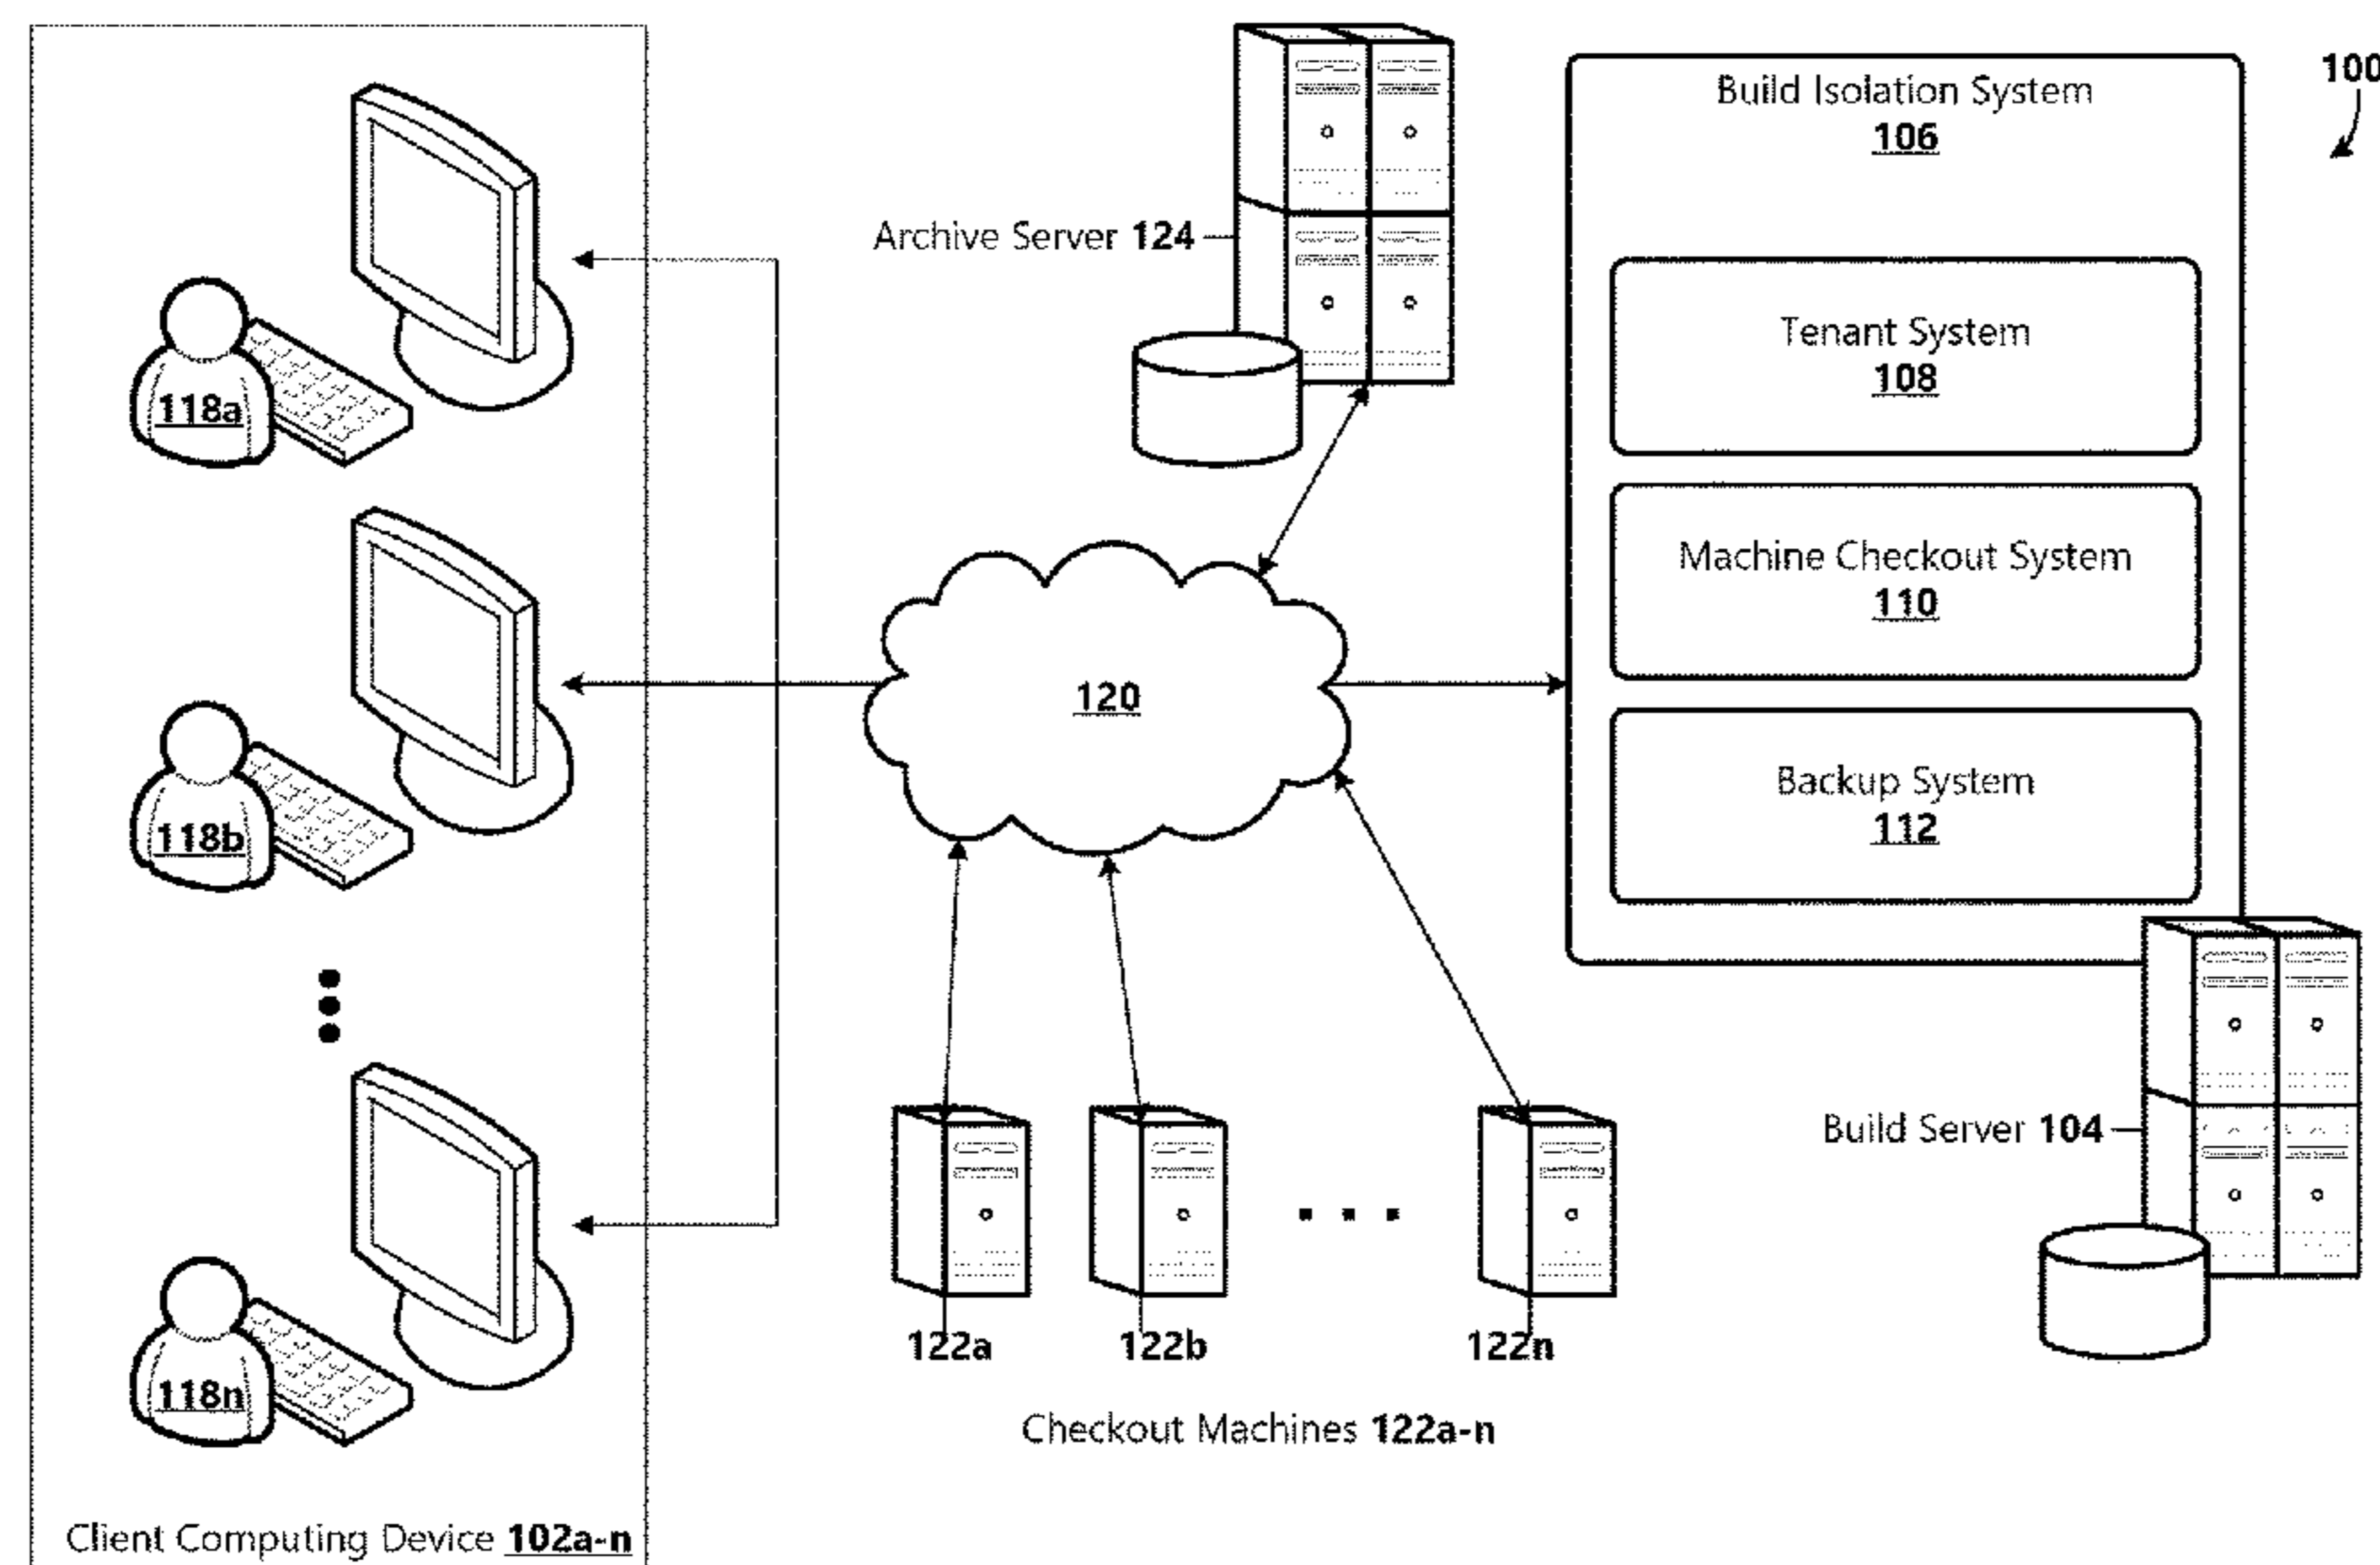 100
Build Isolation System
106
Archive Server 124
Tenant System
108
118a
Machine Checkout System
110
120
Backup System
112
118b
Build Server 104
122a 122b 122n
118n
Checkout Machines 122a-n
Client Computing Device 102a-n